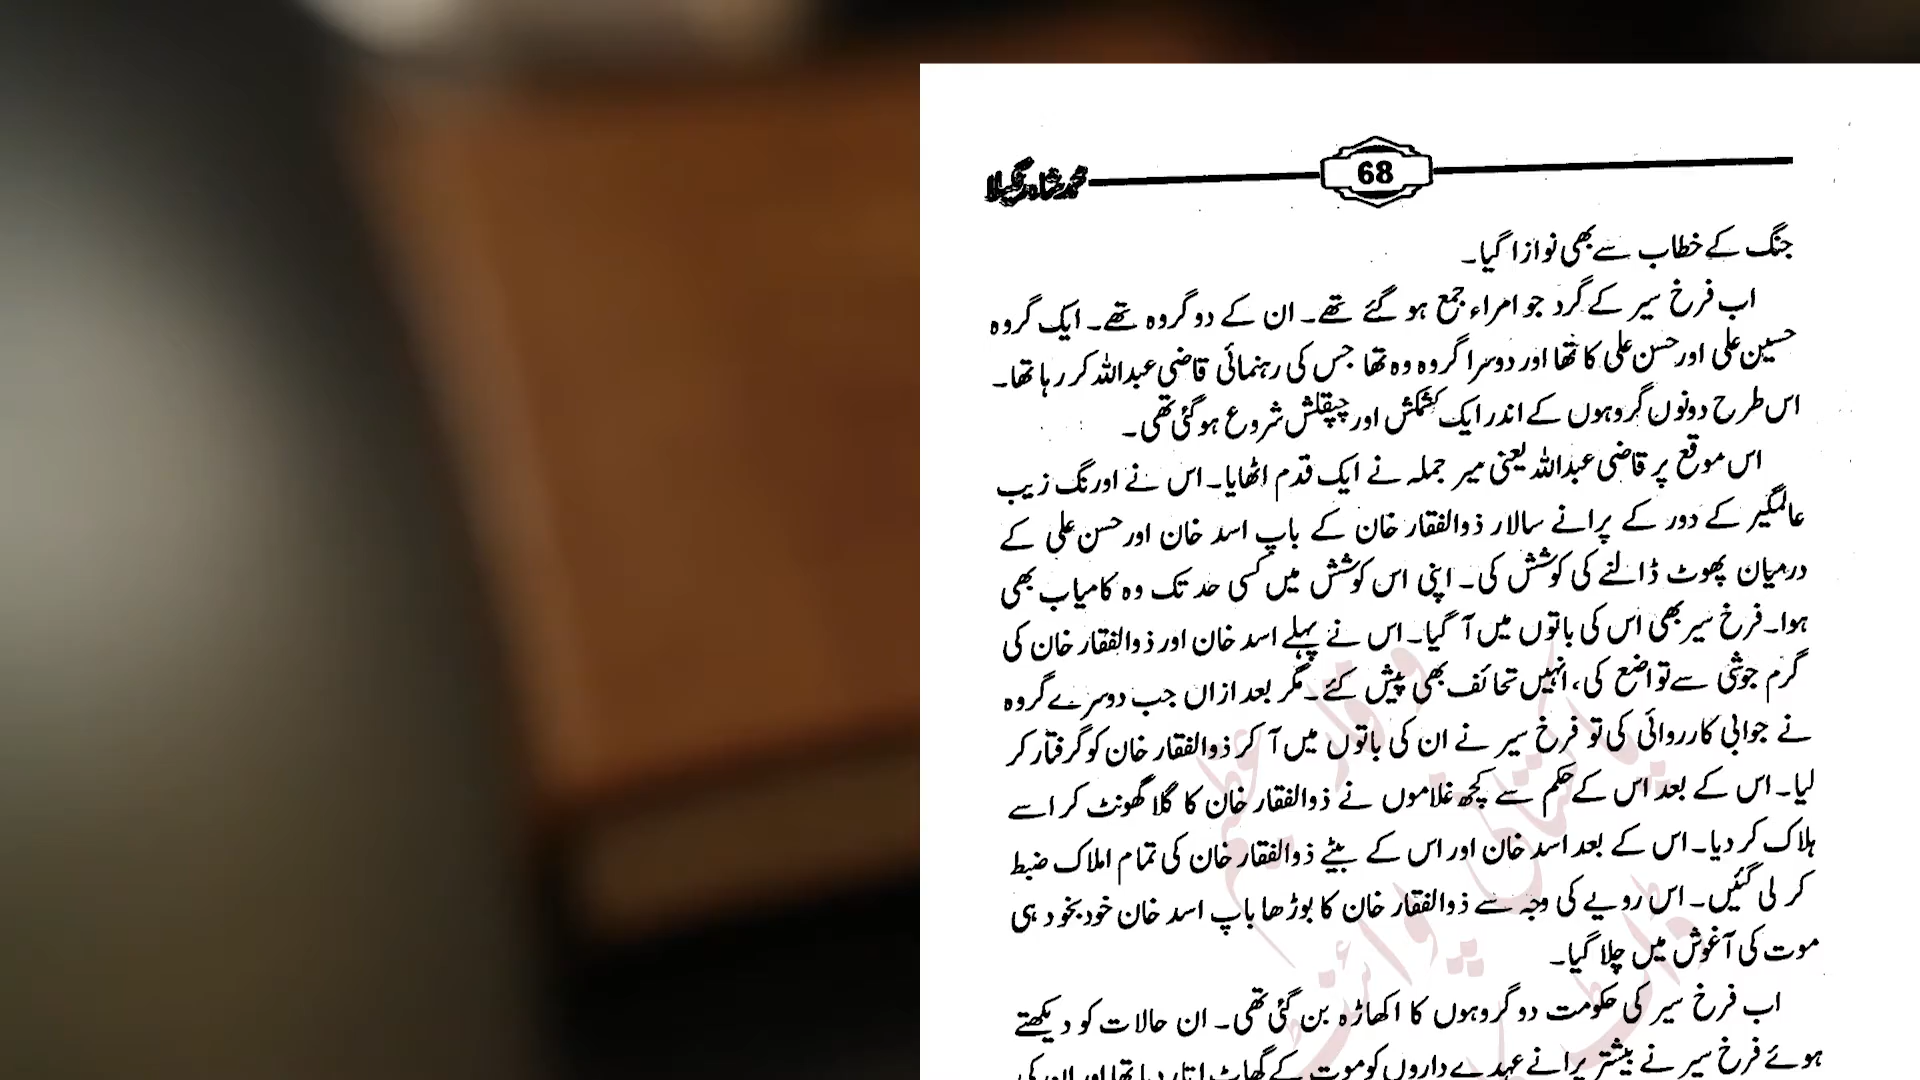 محمد شاہ رنگیلا
68
جنگ کے خطاب سے بھی نوازا گیا۔
اب فرخ سیر کے گرد جو امراء جمع ہو گئے تھے۔ ان کے دو گروہ تھے۔ ایک گروہ
حسین علی اور حسن علی کا تھا اور دوسرا گروہ وہ تھا جس کی رہنمائی قاضی عبداللہ کر رہا تھا۔
اس طرح دونوں گروہوں کے اندر ایک کشمکش اور چپقلش شروع ہو گئی تھی۔
اس موقع پر قاضی عبداللہ یعنی میر جملہ نے ایک قدم اٹھایا۔ اس نے اورنگ زیب
عالمگیر کے دور کے پرانے سالار ذوالفقار خان کے باپ اسد خان اور حسن علی کے
درمیان پھوٹ ڈالنے کی کوشش کی۔ اپنی اس کوشش میں کسی حد تک وہ کامیاب بھی
ہوا۔ فرخ سیر بھی اس کی باتوں میں آ گیا۔ اس نے پہلے اسد خان اور ذوالفقار خان کی
گرم جوشی سے تواضع کی، انہیں تحائف بھی پیش کئے۔ مگر بعد ازاں جب دوسرے گروہ
نے جوابی کارروائی کی تو فرخ سیر نے ان کی باتوں میں آ کر ذوالفقار خان کو گرفتار کر
لیا۔ اس کے بعد اس کے حکم سے کچھ غلاموں نے ذوالفقار خان کا گلا گھونٹ کر اسے
ہلاک کر دیا۔ اس کے بعد اسد خان اور اس کے بیٹے ذوالفقار خان کی تمام املاک ضبط
کر لی گئیں۔ اس رویے کی وجہ سے ذوالفقار خان کا بوڑھا باپ اسد خان خود بخود ہی
موت کی آغوش میں چلا گیا۔
اب فرخ سیر کی حکومت دو گروہوں کا اکھاڑہ بن گئی تھی۔ ان حالات کو دیکھتے
ہوئے فرخ سیر نے بیشتر پرانے عہدے داروں کو موت کے گھاٹ اتار دیا تھا اور ان کی